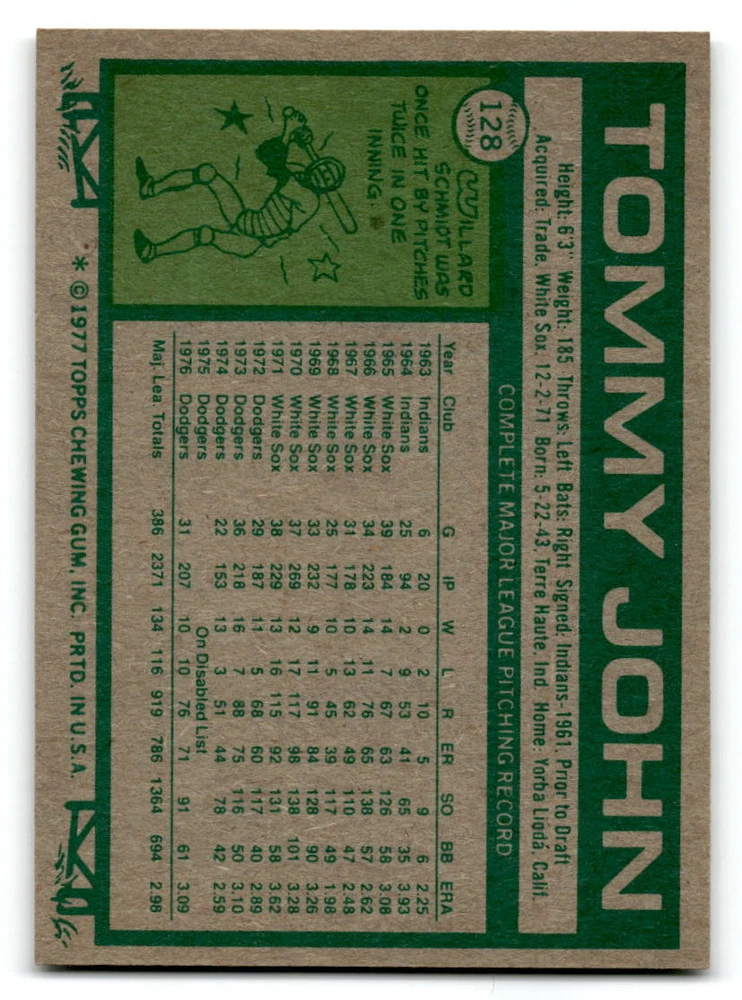 TOMMY JOHN
Height: 6'3" Weight: 185 Throws: Left Bats: Right Signed: Indians-1961, Prior to Draft
Acquired: Trade, White Sox, 12-2-71 Born: 5-22-43, Terre Haute, Ind. Home: Yorba Linda, Calif.
128
WILLARD
SCHMIDT WAS
ONCE HIT BY PITCHES
TWICE IN ONE
INNING.
COMPLETE MAJOR LEAGUE PITCHING RECORD
Year Club G IP W L R ER SO BB ERA
1963 Indians 6 20 0 2 10 5 9 6 2.25
1964 Indians 25 94 2 9 53 41 65 35 3.93
1965 White Sox 39 184 14 7 67 63 126 58 3.08
1966 White Sox 34 223 14 11 76 65 138 57 2.62
1967 White Sox 31 178 10 13 62 49 110 47 2.48
1968 White Sox 25 177 10 5 45 39 117 49 1.98
1969 White Sox 33 232 9 11 91 84 128 90 3.26
1970 White Sox 37 269 12 17 117 98 138 101 3.28
1971 White Sox 38 229 13 16 115 92 131 58 3.62
1972 Dodgers 29 187 11 5 68 60 117 40 2.89
1973 Dodgers 36 218 16 7 88 75 116 50 3.10
1974 Dodgers 22 153 13 3 51 44 78 42 2.59
1975 Dodgers On Disabled List
1976 Dodgers 31 207 10 10 76 71 91 61 3.09
Maj. Lea. Totals 386 2371 134 116 919 786 1364 694 2.98
* ©1977 TOPPS CHEWING GUM, INC. PRTD. IN U.S.A.